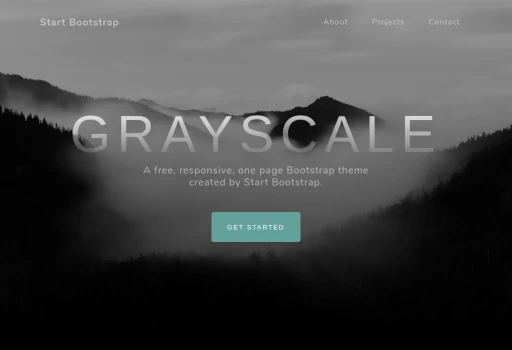 Start Bootstrap
About
Projects
Contact
GRAYSCALE
A free, responsive, one page Bootstrap theme
created by Start Bootstrap.
GET STARTED